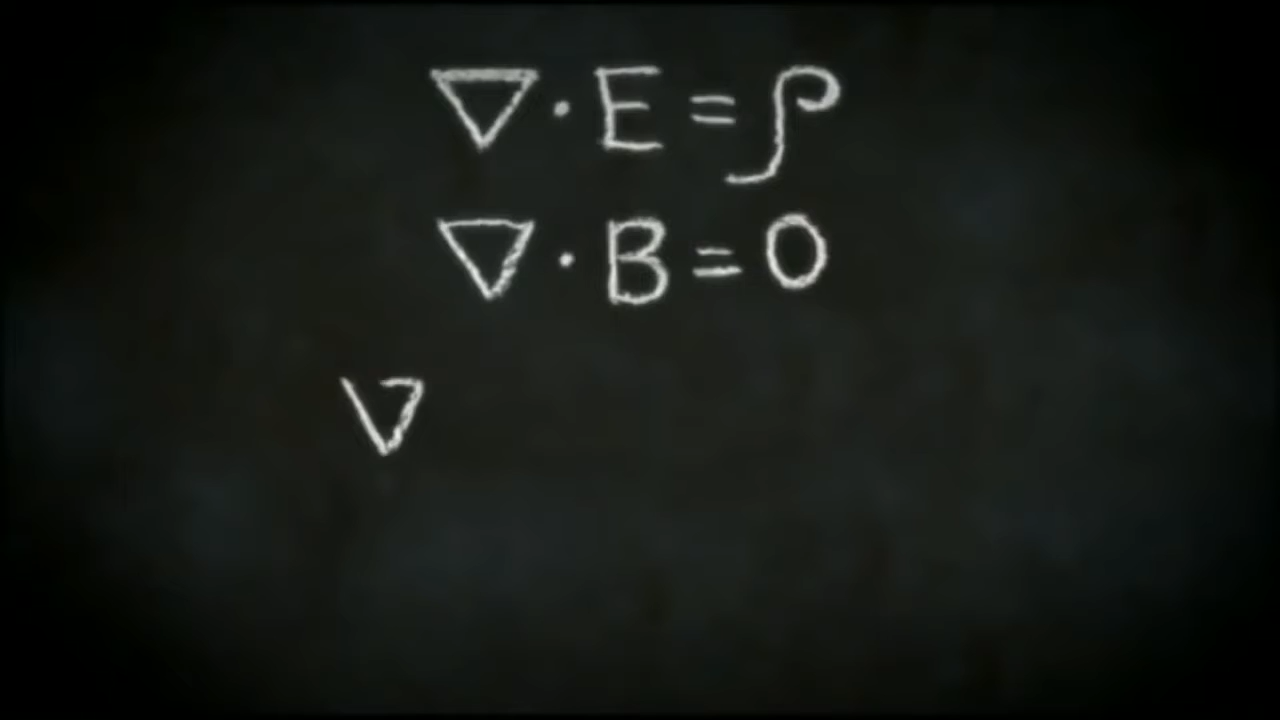 ∇ · E = ρ
∇ · B = 0
∇